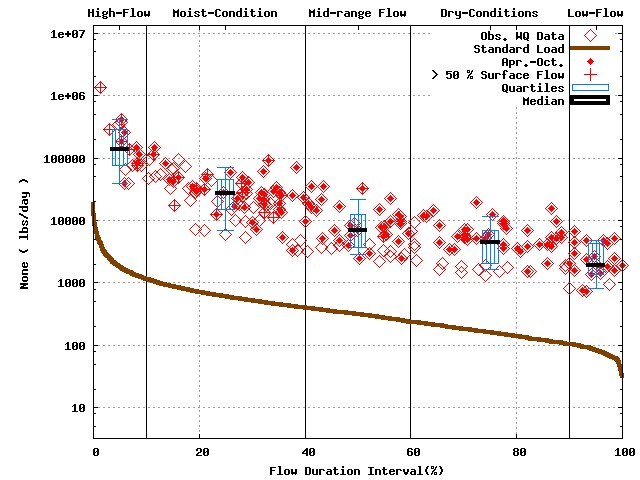 High-Flow Moist-Condition Mid-range Flow Dry-Conditions Low-Flow
1e+07
Obs. WQ Data
Standard Load
Apr.-Oct.
> 50 % Surface Flow
Quartiles
Median
1e+06
100000
10000
1000
100
10
None ( lbs/day )
0 20 40 60 80 100
Flow Duration Interval(%)